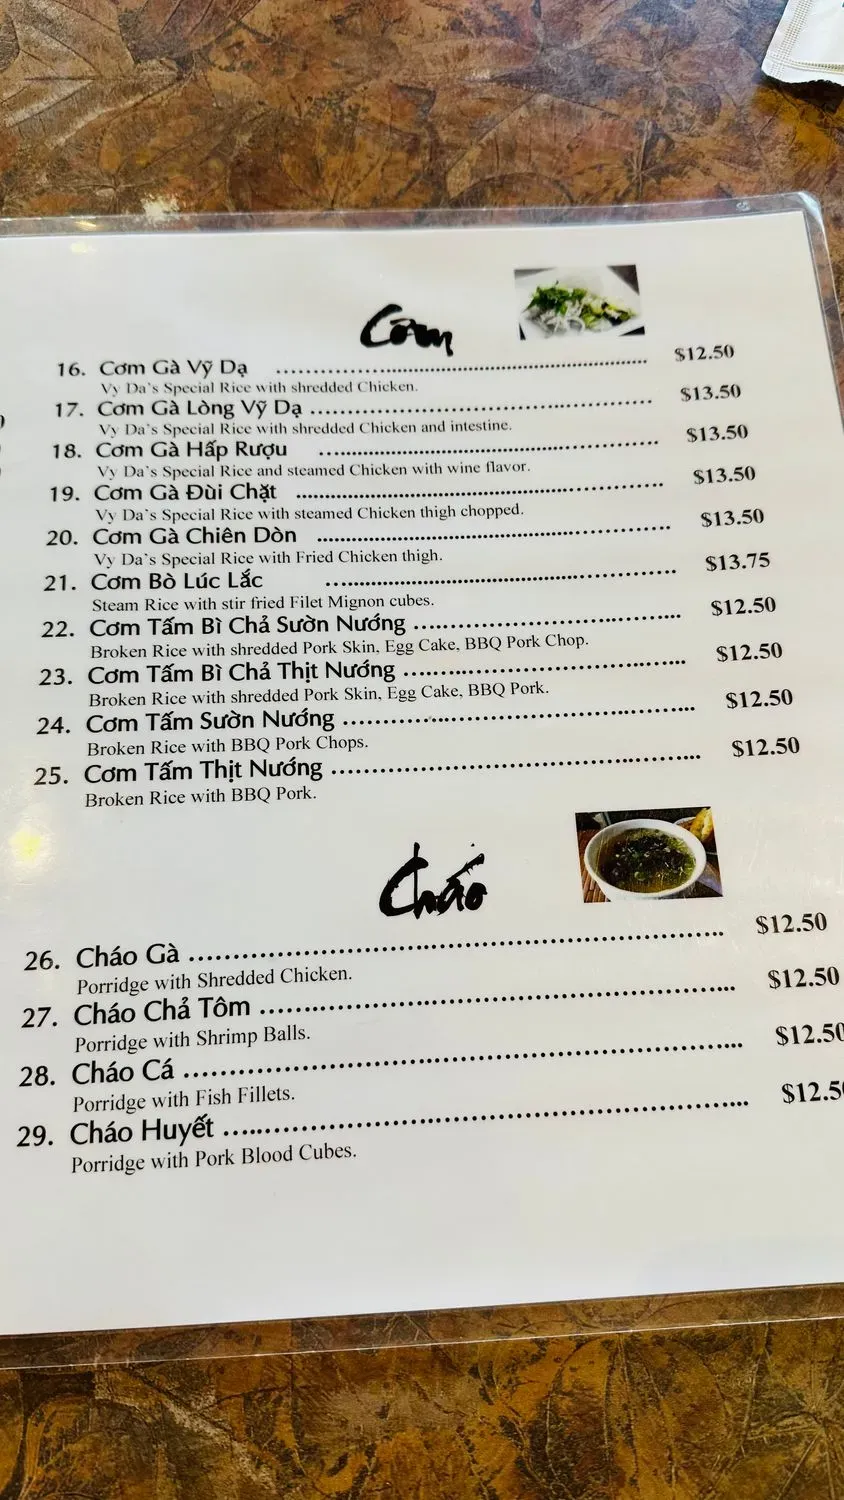 Cơm
16. Cơm Gà Vỹ Dạ ........................................................ $12.50
Vy Da's Special Rice with shredded Chicken.
17. Cơm Gà Lòng Vỹ Dạ ........................................................ $13.50
Vy Da's Special Rice with shredded Chicken and intestine.
18. Cơm Gà Hấp Rượu ........................................................ $13.50
Vy Da's Special Rice and steamed Chicken with wine flavor.
19. Cơm Gà Đùi Chặt ........................................................ $13.50
Vy Da's Special Rice with steamed Chicken thigh chopped.
20. Cơm Gà Chiên Dòn ........................................................ $13.50
Vy Da's Special Rice with Fried Chicken thigh.
21. Cơm Bò Lúc Lắc ........................................................ $13.75
Steam Rice with stir fried Filet Mignon cubes.
22. Cơm Tấm Bì Chả Sườn Nướng ............................................ $12.50
Broken Rice with shredded Pork Skin, Egg Cake, BBQ Pork Chop.
23. Cơm Tấm Bì Chả Thịt Nướng ............................................ $12.50
Broken Rice with shredded Pork Skin, Egg Cake, BBQ Pork.
24. Cơm Tấm Sườn Nướng ........................................................ $12.50
Broken Rice with BBQ Pork Chops.
25. Cơm Tấm Thịt Nướng ........................................................ $12.50
Broken Rice with BBQ Pork.
Cháo
26. Cháo Gà ........................................................ $12.50
Porridge with Shredded Chicken.
27. Cháo Chả Tôm ........................................................ $12.50
Porridge with Shrimp Balls.
28. Cháo Cá ........................................................ $12.50
Porridge with Fish Fillets.
29. Cháo Huyết ........................................................ $12.5
Porridge with Pork Blood Cubes.